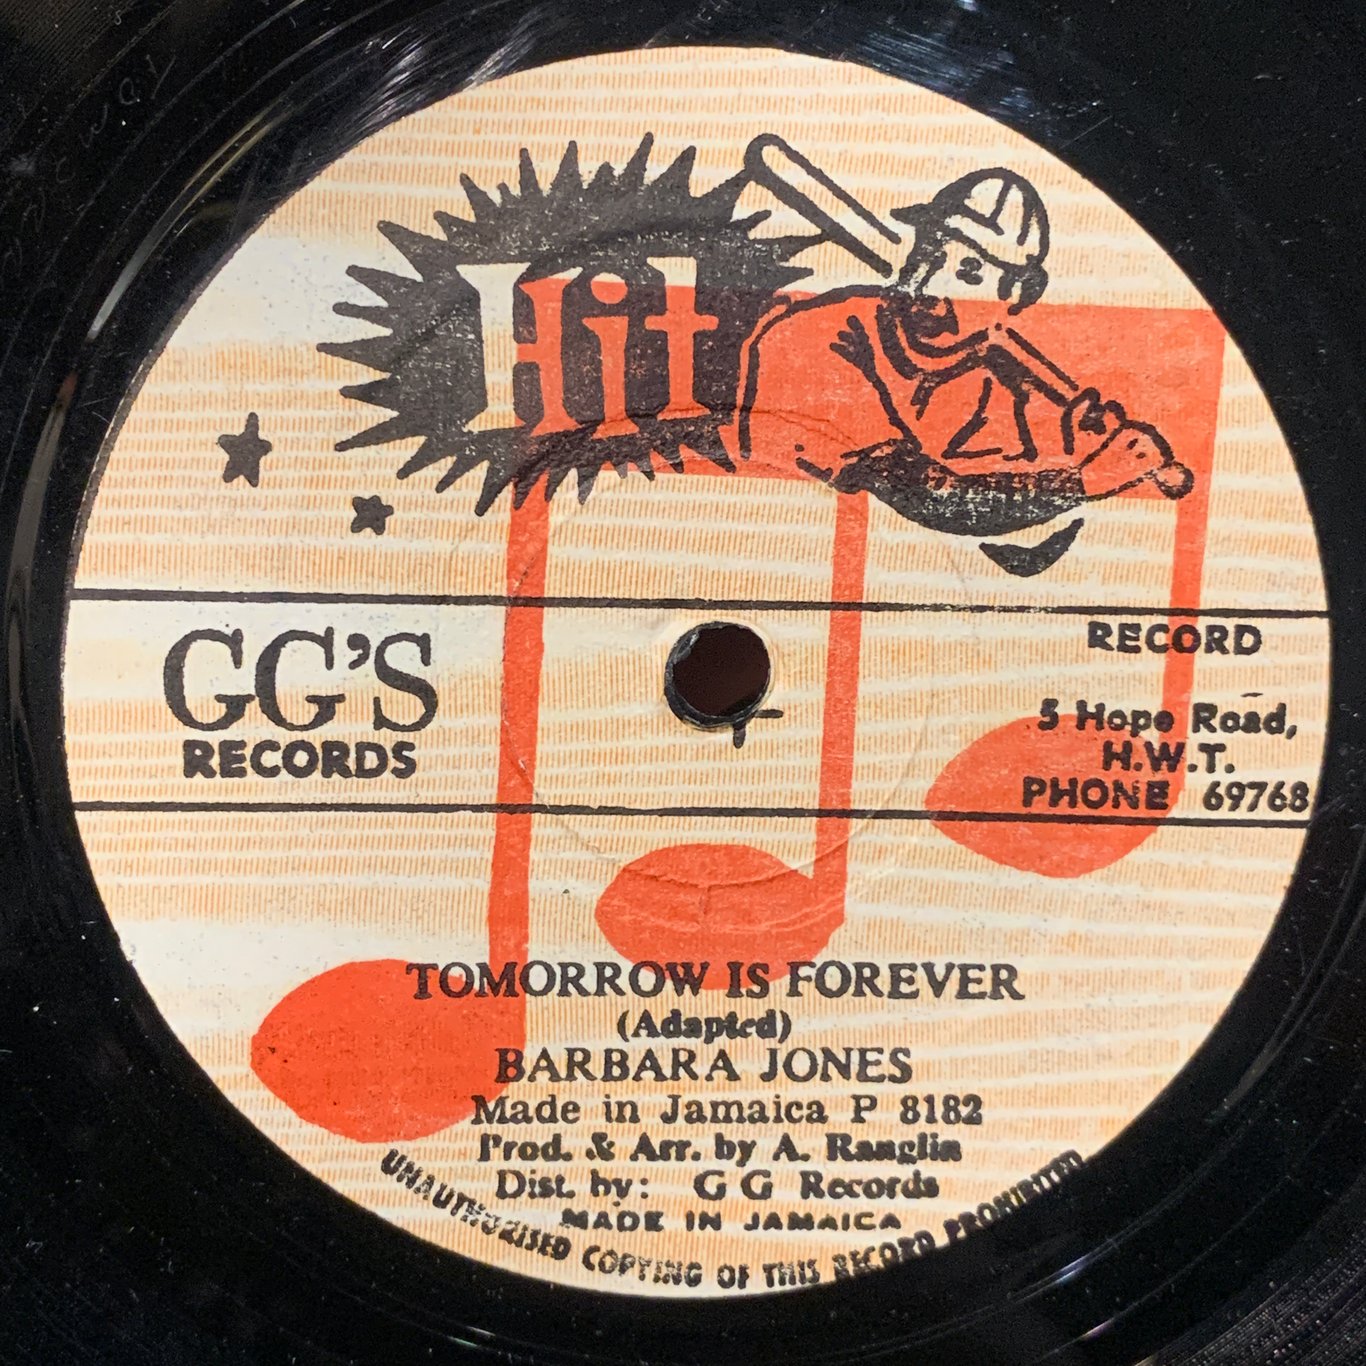 Hit
GG'S
RECORDS
RECORD
5 Hope Road,
H.W.T.
PHONE 69768
TOMORROW IS FOREVER
(Adapted)
BARBARA JONES
Made in Jamaica P 8182
Prod. & Arr. by A. Ranglin
Dist. by: G G Records
MADE IN JAMAICA
UNAUTHORISED COPYING OF THIS RECORD PROHIBITED